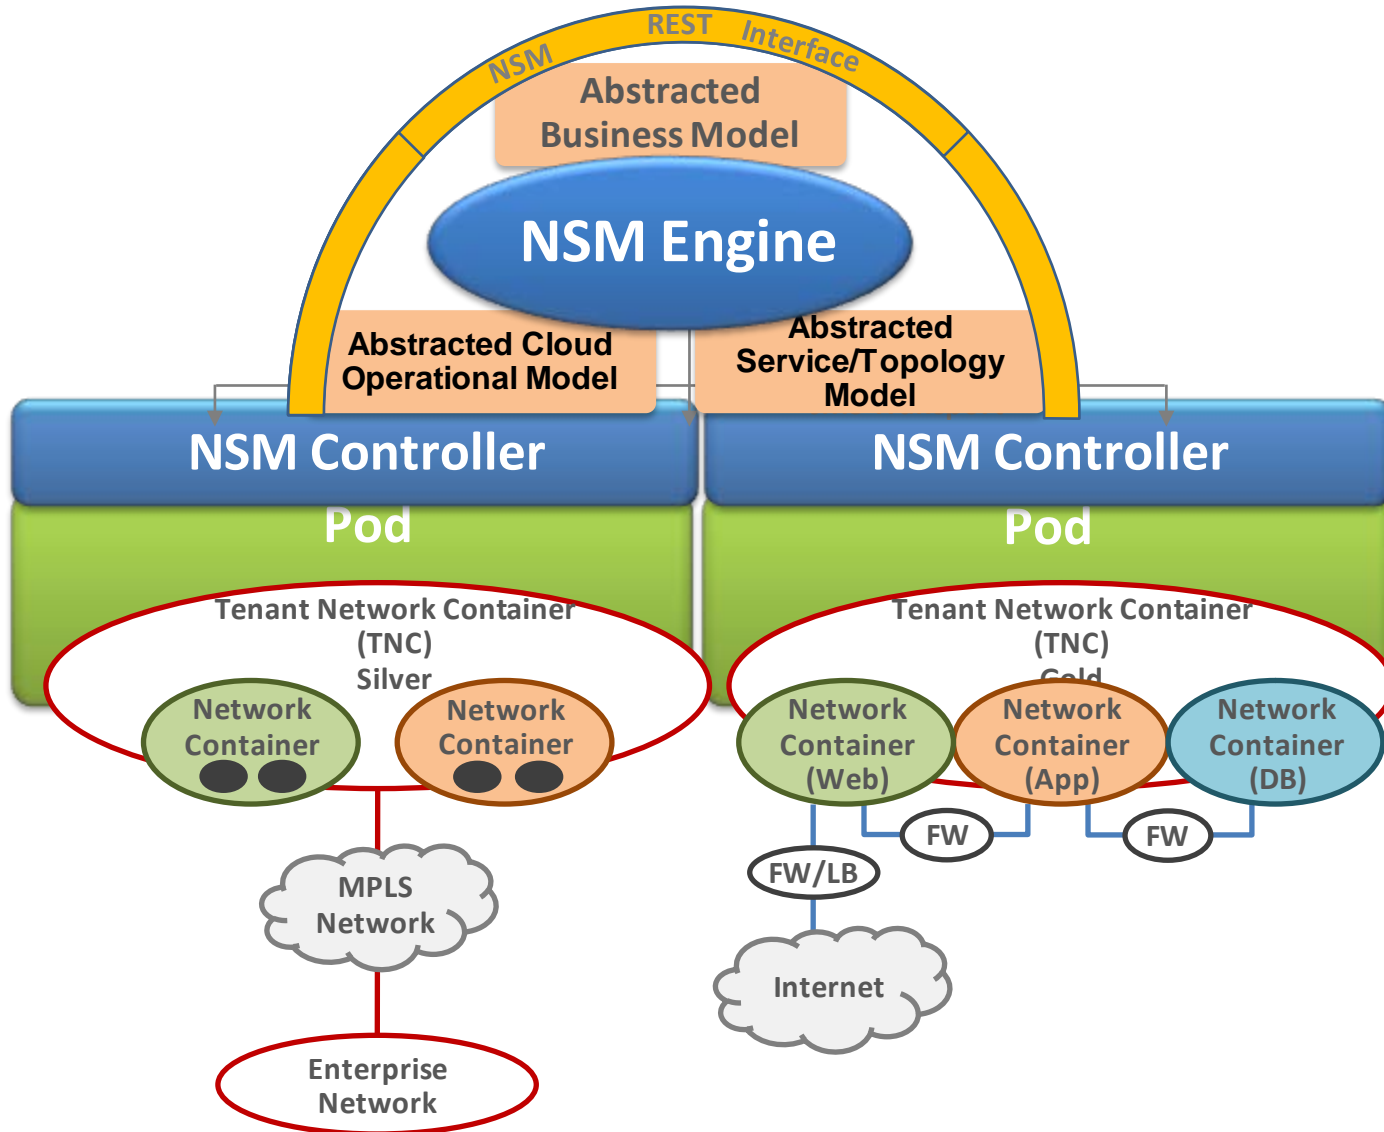 NSM REST Interface
Abstracted
Business Model
NSM Engine
Abstracted Cloud
Operational Model
Abstracted
Service/Topology
Model
NSM Controller
NSM Controller
Pod
Pod
Tenant Network Container
(TNC)
Silver
Network
Container
Network
Container
Tenant Network Container
(TNC)
Gold
Network
Container
(Web)
Network
Container
(App)
Network
Container
(DB)
FW
FW
FW/LB
MPLS
Network
Internet
Enterprise
Network